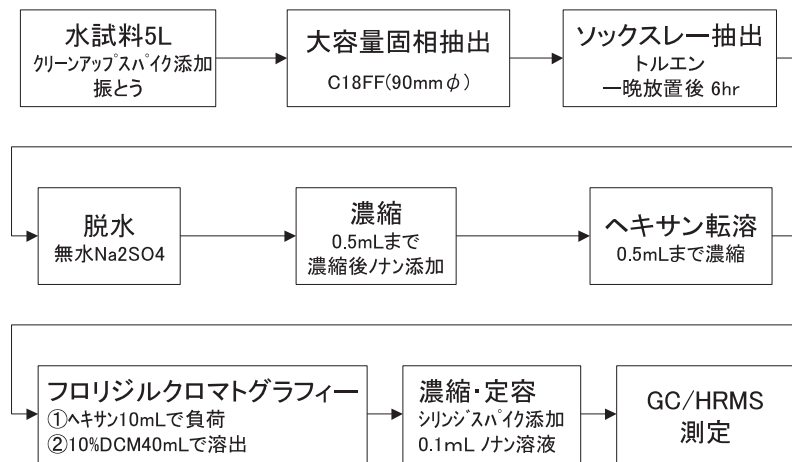 水試料5L
クリーンアップスパイク添加
振とう
大容量固相抽出
C18FF(90mmφ)
ソックスレー抽出
トルエン
一晩放置後 6hr
脱水
無水Na2SO4
濃縮
0.5mLまで
濃縮後ノナン添加
ヘキサン転溶
0.5mLまで濃縮
フロリジルクロマトグラフィー
①ヘキサン10mLで負荷
②10%DCM40mLで溶出
濃縮・定容
シリンジスパイク添加
0.1mL ノナン溶液
GC/HRMS
測定